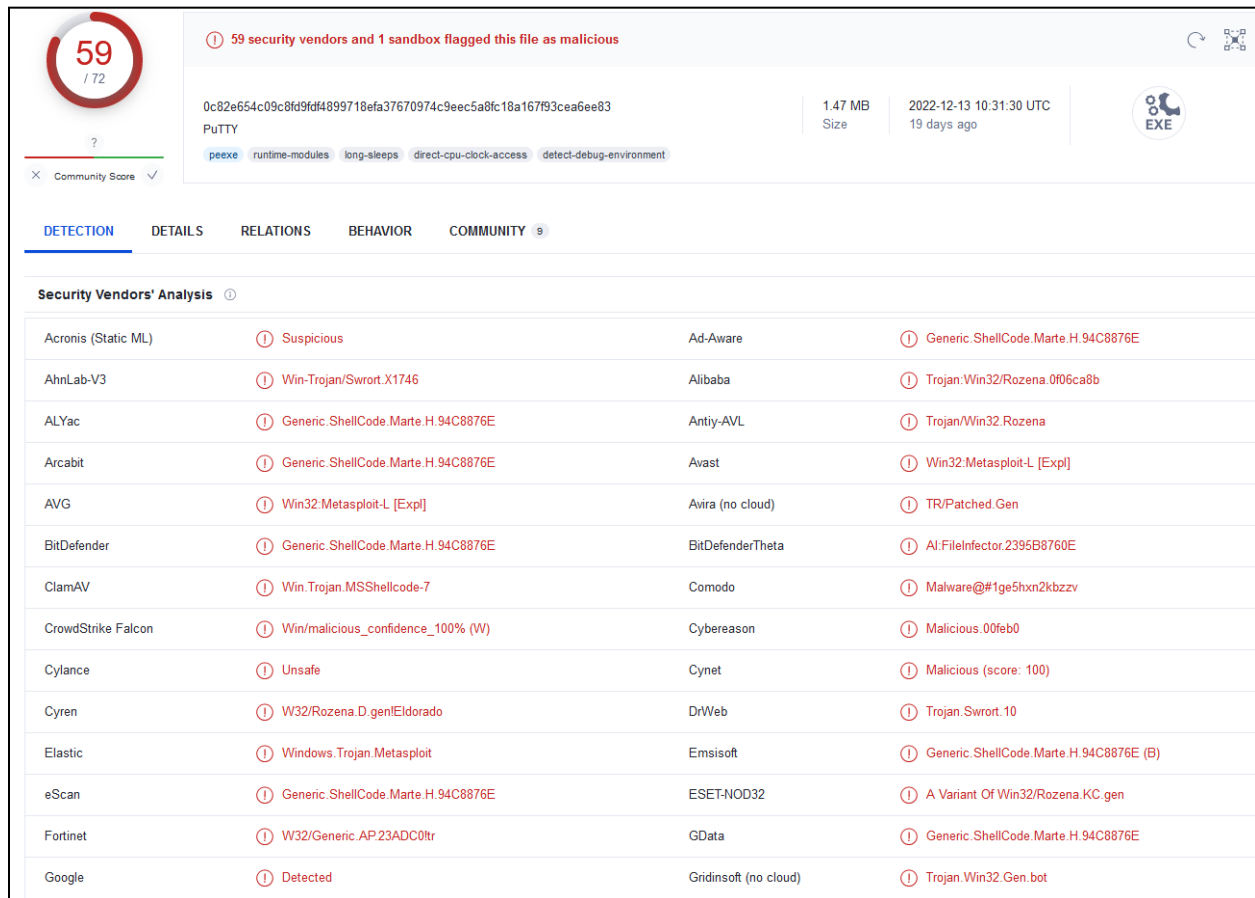 59
/ 72
?
Community Score
59 security vendors and 1 sandbox flagged this file as malicious
0c82e654c09c8fd9fdf4899718efa37670974c9eec5a8fc18a167f93cea6ee83
PuTTY
peexe runtime-modules long-sleeps direct-cpu-clock-access detect-debug-environment
1.47 MB
Size
2022-12-13 10:31:30 UTC
19 days ago
EXE
DETECTION DETAILS RELATIONS BEHAVIOR COMMUNITY 9
Security Vendors' Analysis
Acronis (Static ML) Suspicious Ad-Aware Generic.ShellCode.Marte.H.94C8876E
AhnLab-V3 Win-Trojan/Swrort.X1746 Alibaba Trojan:Win32/Rozena.0f06ca8b
ALYac Generic.ShellCode.Marte.H.94C8876E Antiy-AVL Trojan/Win32.Rozena
Arcabit Generic.ShellCode.Marte.H.94C8876E Avast Win32:Metasploit-L [Expl]
AVG Win32:Metasploit-L [Expl] Avira (no cloud) TR/Patched.Gen
BitDefender Generic.ShellCode.Marte.H.94C8876E BitDefenderTheta AI:FileInfector.2395B8760E
ClamAV Win.Trojan.MSShellcode-7 Comodo Malware@#1ge5hxn2kbzzv
CrowdStrike Falcon Win/malicious_confidence_100% (W) Cybereason Malicious.00feb0
Cylance Unsafe Cynet Malicious (score: 100)
Cyren W32/Rozena.D.gen!Eldorado DrWeb Trojan.Swrort.10
Elastic Windows.Trojan.Metasploit Emsisoft Generic.ShellCode.Marte.H.94C8876E (B)
eScan Generic.ShellCode.Marte.H.94C8876E ESET-NOD32 A Variant Of Win32/Rozena.KC.gen
Fortinet W32/Generic.AP.23ADC0!tr GData Generic.ShellCode.Marte.H.94C8876E
Google Detected Gridinsoft (no cloud) Trojan.Win32.Gen.bot